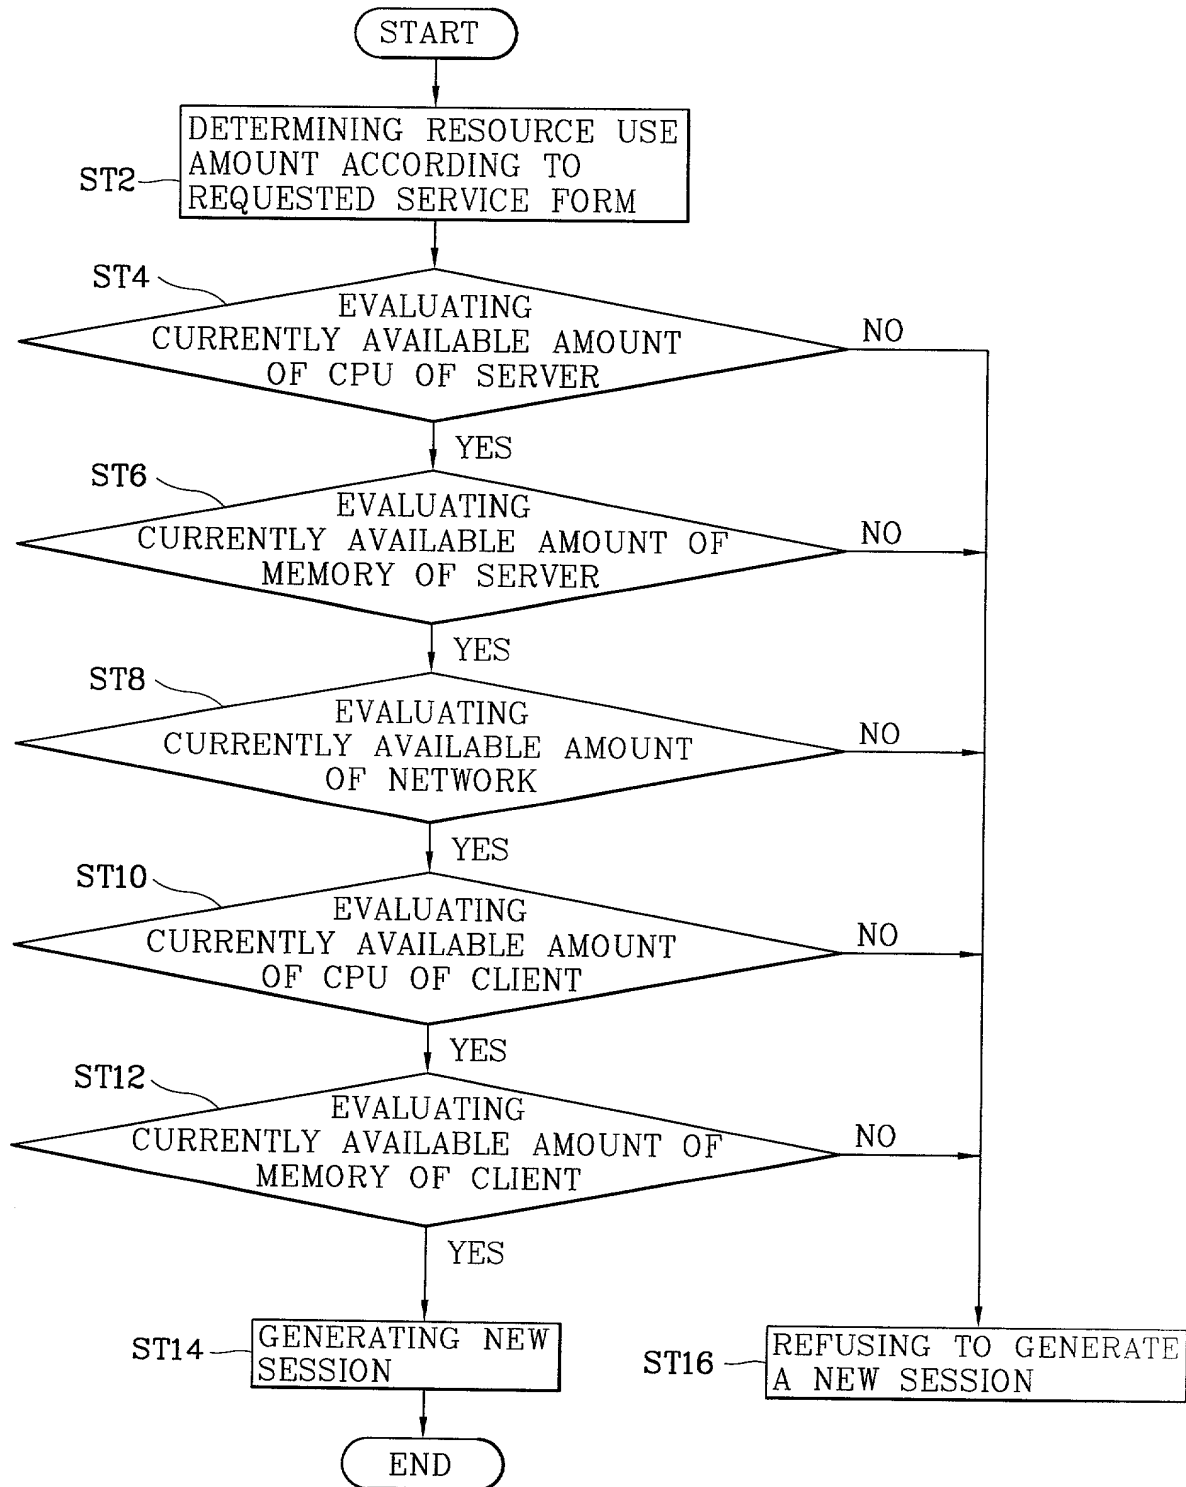 START
DETERMINING RESOURCE USE
AMOUNT ACCORDING TO
REQUESTED SERVICE FORM
ST2
ST4
EVALUATING
CURRENTLY AVAILABLE AMOUNT
OF CPU OF SERVER
NO
YES
ST6
EVALUATING
CURRENTLY AVAILABLE AMOUNT OF
MEMORY OF SERVER
NO
YES
ST8
EVALUATING
CURRENTLY AVAILABLE AMOUNT
OF NETWORK
NO
YES
ST10
EVALUATING
CURRENTLY AVAILABLE AMOUNT
OF CPU OF CLIENT
NO
YES
ST12
EVALUATING
CURRENTLY AVAILABLE AMOUNT OF
MEMORY OF CLIENT
NO
YES
ST14
GENERATING NEW
SESSION
ST16
REFUSING TO GENERATE
A NEW SESSION
END